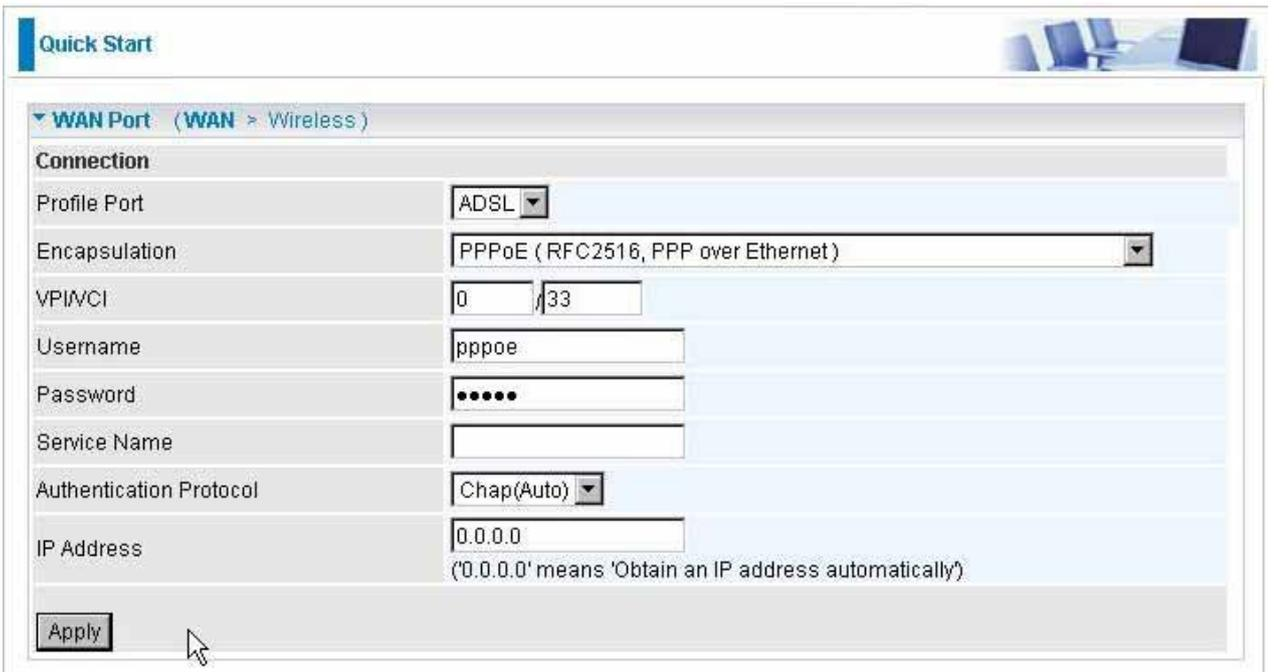 Quick Start
WAN Port (WAN > Wireless)
Connection
Profile Port ADSL
Encapsulation PPPoE ( RFC2516, PPP over Ethernet )
VPI/VCI 0 / 33
Username pppoe
Password •••••
Service Name
Authentication Protocol Chap(Auto)
IP Address 0.0.0.0
('0.0.0.0' means 'Obtain an IP address automatically')
Apply